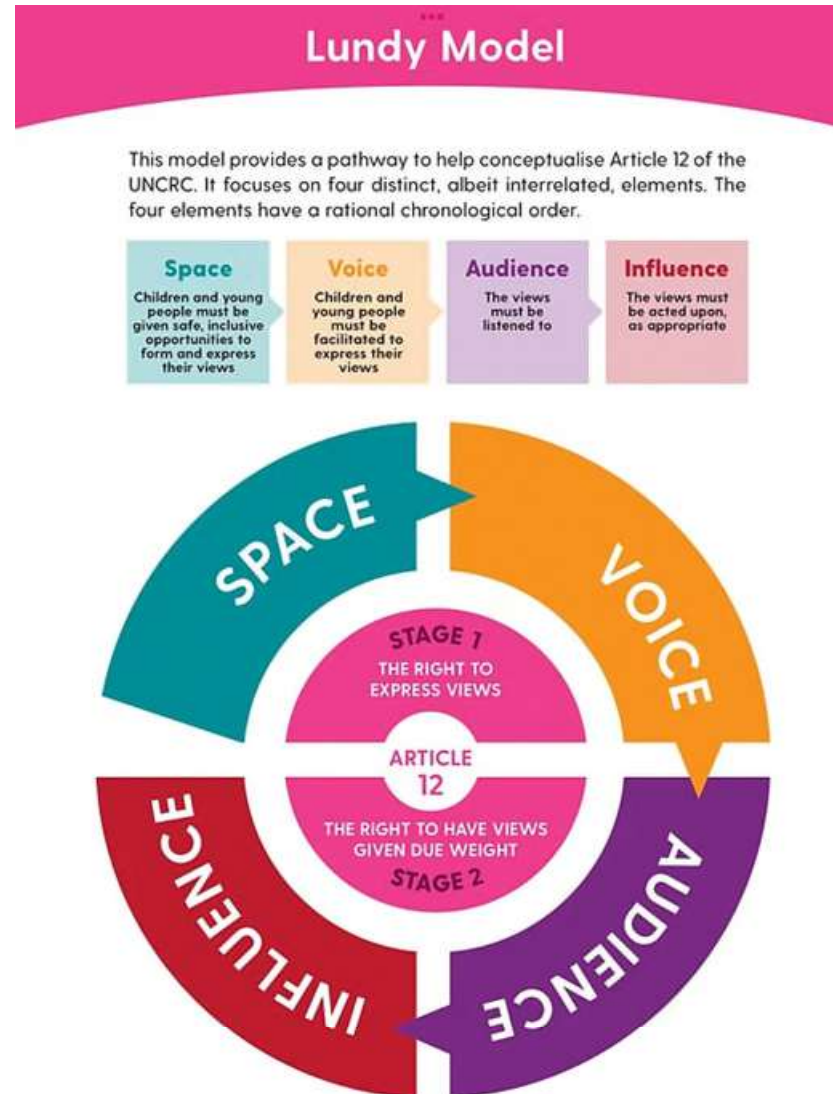 Lundy Model
This model provides a pathway to help conceptualise Article 12 of the
UNCRC. It focuses on four distinct, albeit interrelated, elements. The
four elements have a rational chronological order.
Space
Children and young
people must be
given safe, inclusive
opportunities to
form and express
their views
Voice
Children and
young people
must be
facilitated to
express their
views
Audience
The views
must be
listened to
Influence
The views must
be acted upon,
as appropriate
SPACE
VOICE
STAGE 1
THE RIGHT TO
EXPRESS VIEWS
ARTICLE
12
THE RIGHT TO HAVE VIEWS
GIVEN DUE WEIGHT
STAGE 2
AUDIENCE
INFLUENCE